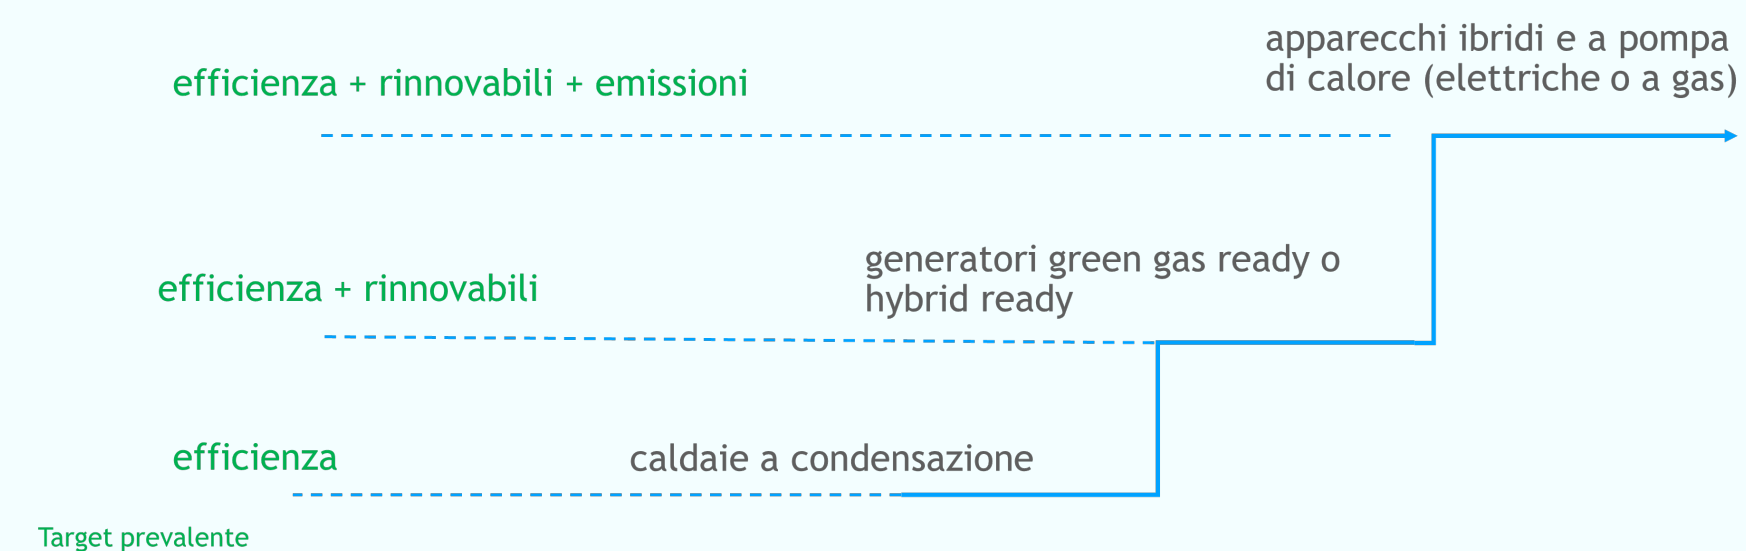 apparecchi ibridi e a pompa
di calore (elettriche o a gas)
efficienza + rinnovabili + emissioni
generatori green gas ready o
hybrid ready
efficienza + rinnovabili
efficienza
caldaie a condensazione
Target prevalente